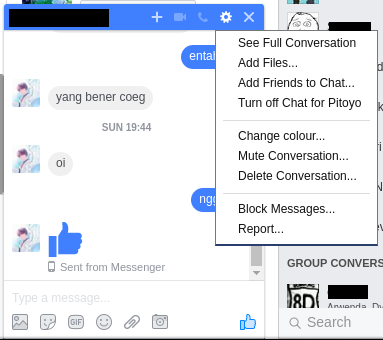 See Full Conversation
Add Files...
Add Friends to Chat...
Turn off Chat for Pitoyo
Change colour...
Mute Conversation...
Delete Conversation...
Block Messages...
Report...
yang bener coeg
SUN 19:44
oi
Sent from Messenger
Type a message...
GIF
GROUP CONVERS
Search